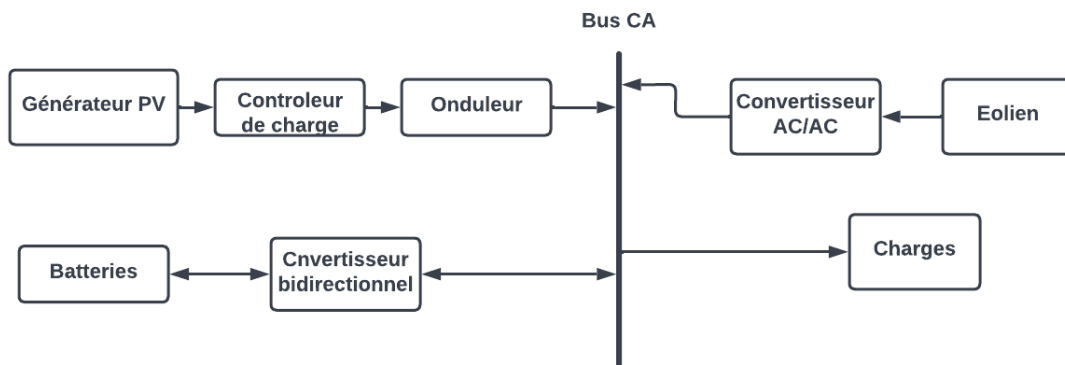 Bus CA
Générateur PV
Controleur
de charge
Onduleur
Convertisseur
AC/AC
Eolien
Batteries
Cnvertisseur
bidirectionnel
Charges